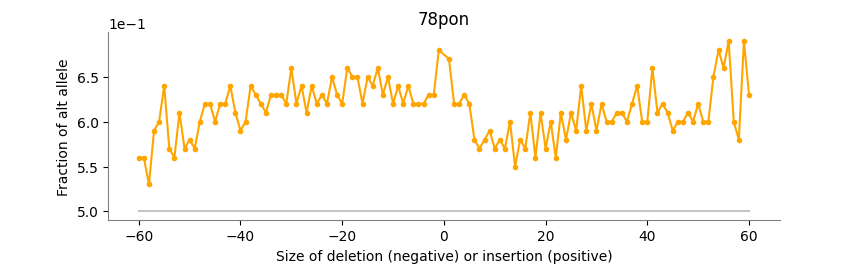 78pon
1e−1
6.5
6.0
5.5
5.0
Fraction of alt allele
−60 −40 −20 0 20 40 60
Size of deletion (negative) or insertion (positive)